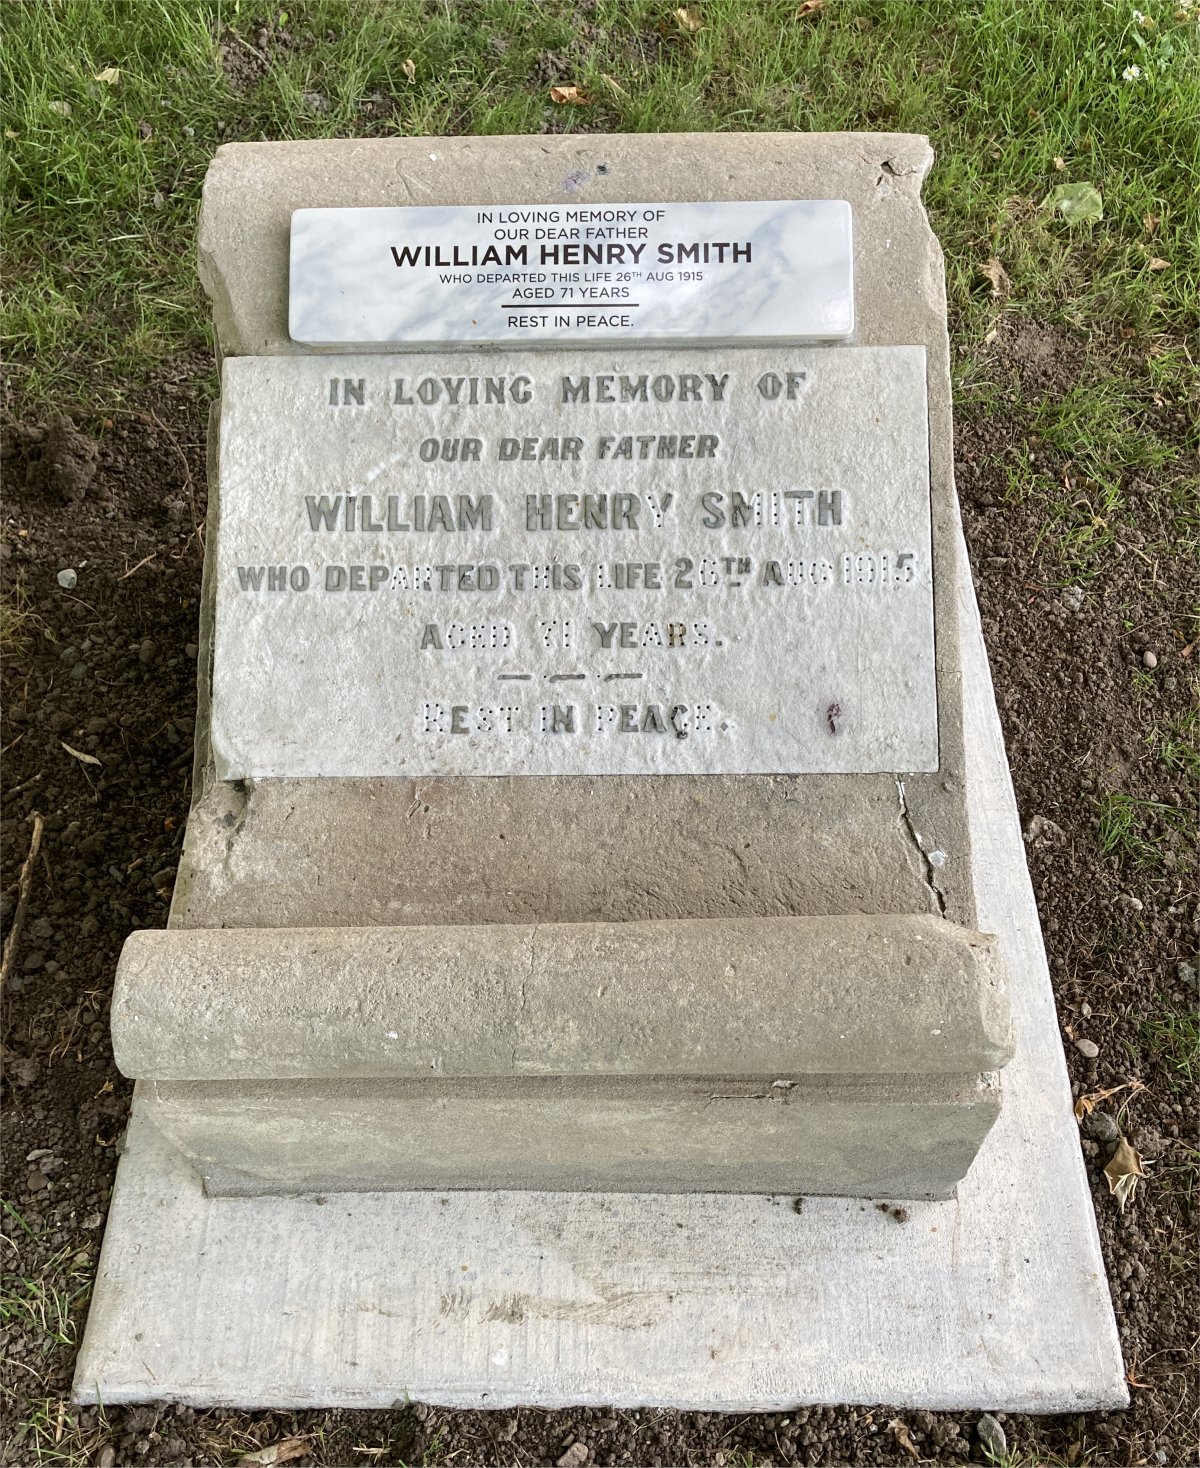 IN LOVING MEMORY OF
OUR DEAR FATHER
WILLIAM HENRY SMITH
WHO DEPARTED THIS LIFE 26TH AUG 1915
AGED 71 YEARS
REST IN PEACE.
IN LOVING MEMORY OF
OUR DEAR FATHER
WILLIAM HENRY SMITH
WHO DEPARTED THIS LIFE 26TH AUG 1915
AGED 71 YEARS.
REST IN PEACE.